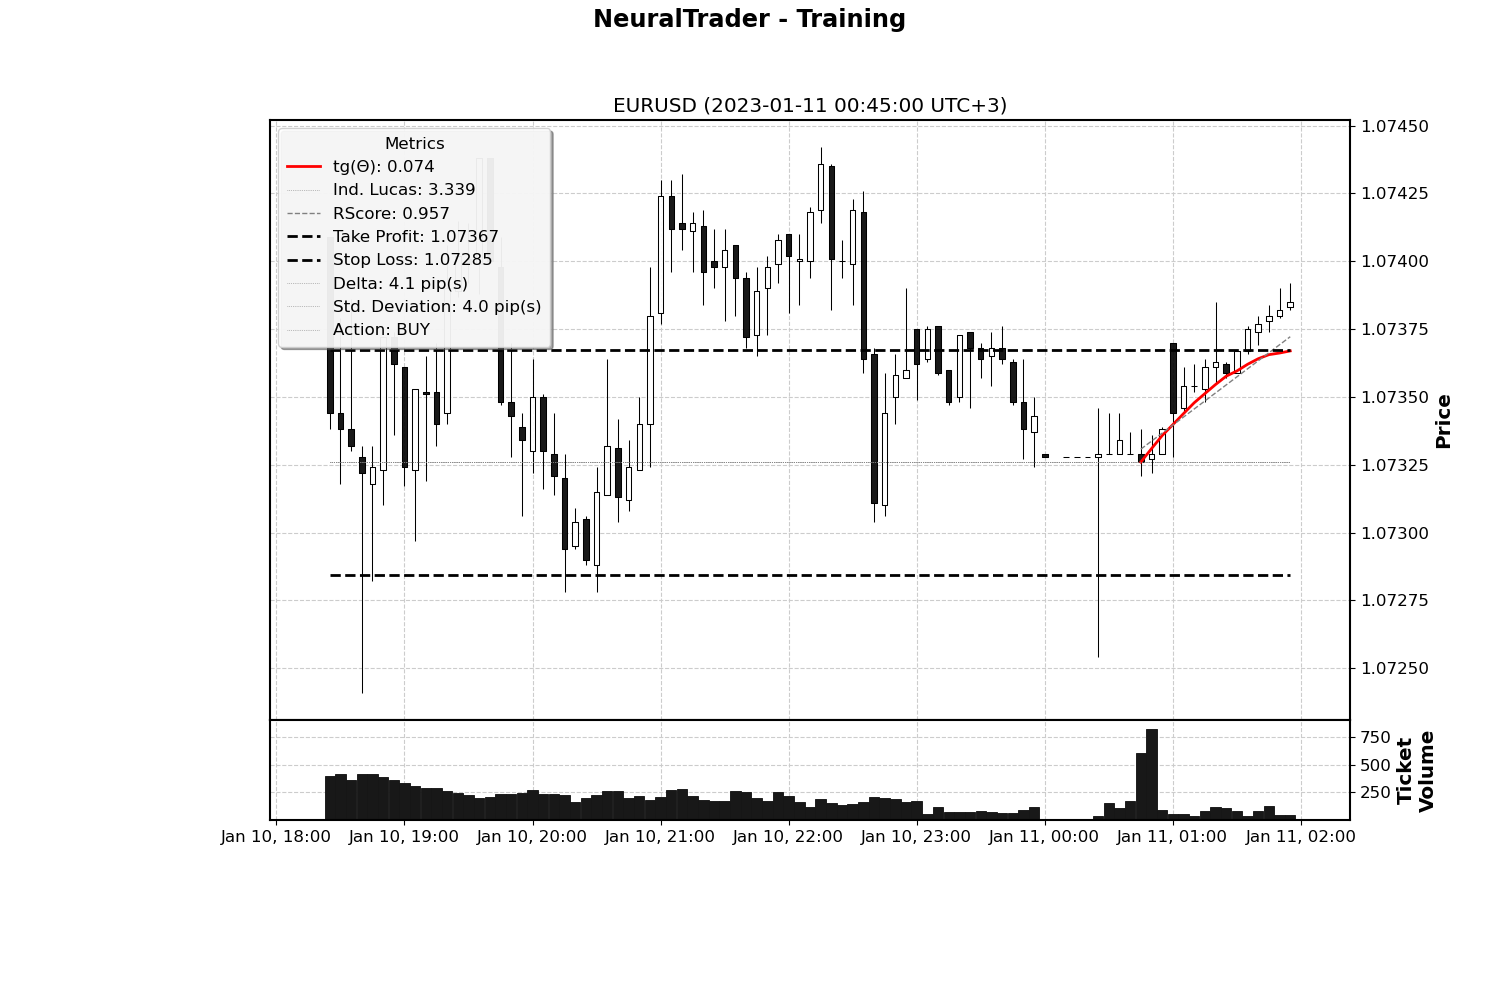 NeuralTrader - Training
EURUSD (2023-01-11 00:45:00 UTC+3)
Metrics
tg(Θ): 0.074
Ind. Lucas: 3.339
RScore: 0.957
Take Profit: 1.07367
Stop Loss: 1.07285
Delta: 4.1 pip(s)
Std. Deviation: 4.0 pip(s)
Action: BUY
1.07450
1.07425
1.07400
1.07375
1.07350
1.07325
1.07300
1.07275
1.07250
Price
750
500
250
Ticket
Volume
Jan 10, 18:00
Jan 10, 19:00
Jan 10, 20:00
Jan 10, 21:00
Jan 10, 22:00
Jan 10, 23:00
Jan 11, 00:00
Jan 11, 01:00
Jan 11, 02:00